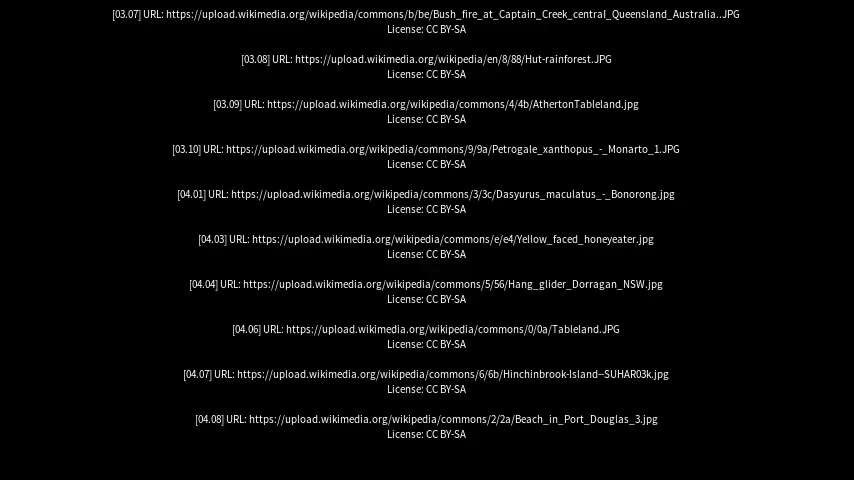 [03.07] URL: https://upload.wikimedia.org/wikipedia/commons/b/be/Bush_fire_at_Captain_Creek_central_Queensland_Australia..JPG
License: CC BY-SA
[03.08] URL: https://upload.wikimedia.org/wikipedia/en/8/88/Hut-rainforest.JPG
License: CC BY-SA
[03.09] URL: https://upload.wikimedia.org/wikipedia/commons/4/4b/AthertonTableland.jpg
License: CC BY-SA
[03.10] URL: https://upload.wikimedia.org/wikipedia/commons/9/9a/Petrogale_xanthopus_-_Monarto_1.JPG
License: CC BY-SA
[04.01] URL: https://upload.wikimedia.org/wikipedia/commons/3/3c/Dasyurus_maculatus_-_Bonorong.jpg
License: CC BY-SA
[04.03] URL: https://upload.wikimedia.org/wikipedia/commons/e/e4/Yellow_faced_honeyeater.jpg
License: CC BY-SA
[04.04] URL: https://upload.wikimedia.org/wikipedia/commons/5/56/Hang_glider_Dorragan_NSW.jpg
License: CC BY-SA
[04.06] URL: https://upload.wikimedia.org/wikipedia/commons/0/0a/Tableland.JPG
License: CC BY-SA
[04.07] URL: https://upload.wikimedia.org/wikipedia/commons/6/6b/Hinchinbrook-Island--SUHAR03k.jpg
License: CC BY-SA
[04.08] URL: https://upload.wikimedia.org/wikipedia/commons/2/2a/Beach_in_Port_Douglas_3.jpg
License: CC BY-SA